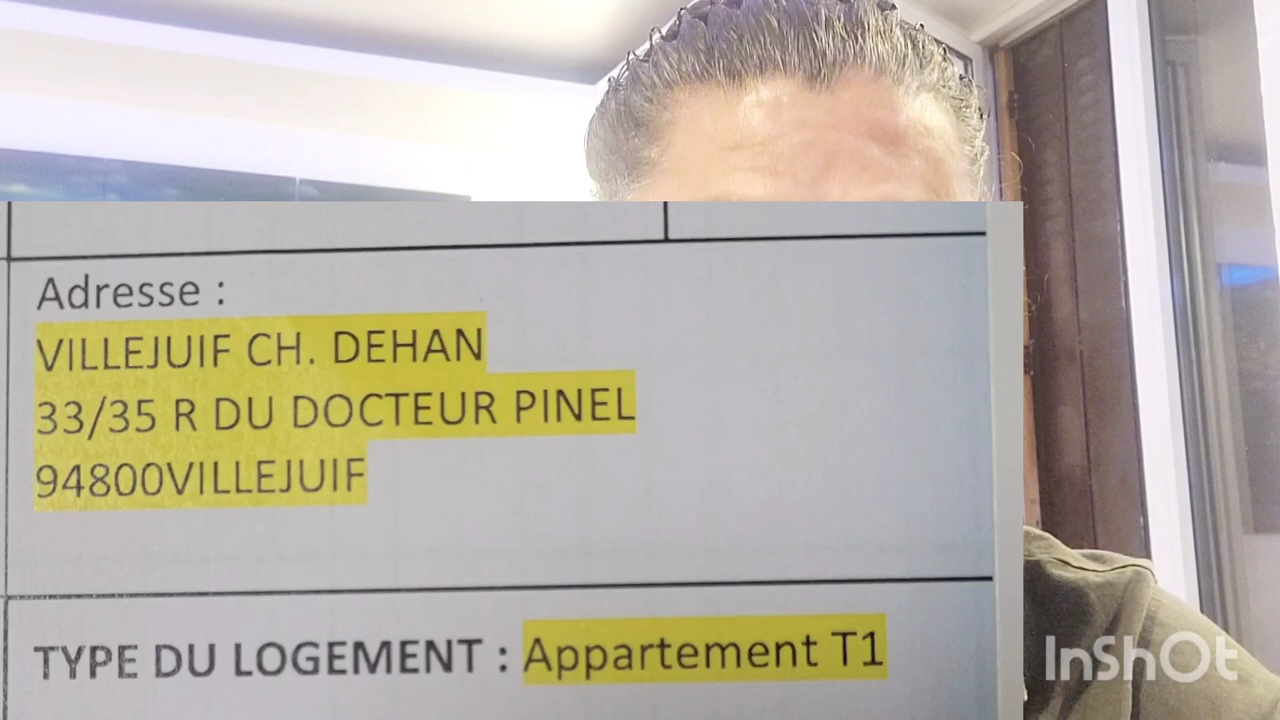 Adresse :
VILLEJUIF CH. DEHAN
33/35 R DU DOCTEUR PINEL
94800VILLEJUIF
TYPE DU LOGEMENT : Appartement T1
InShOt